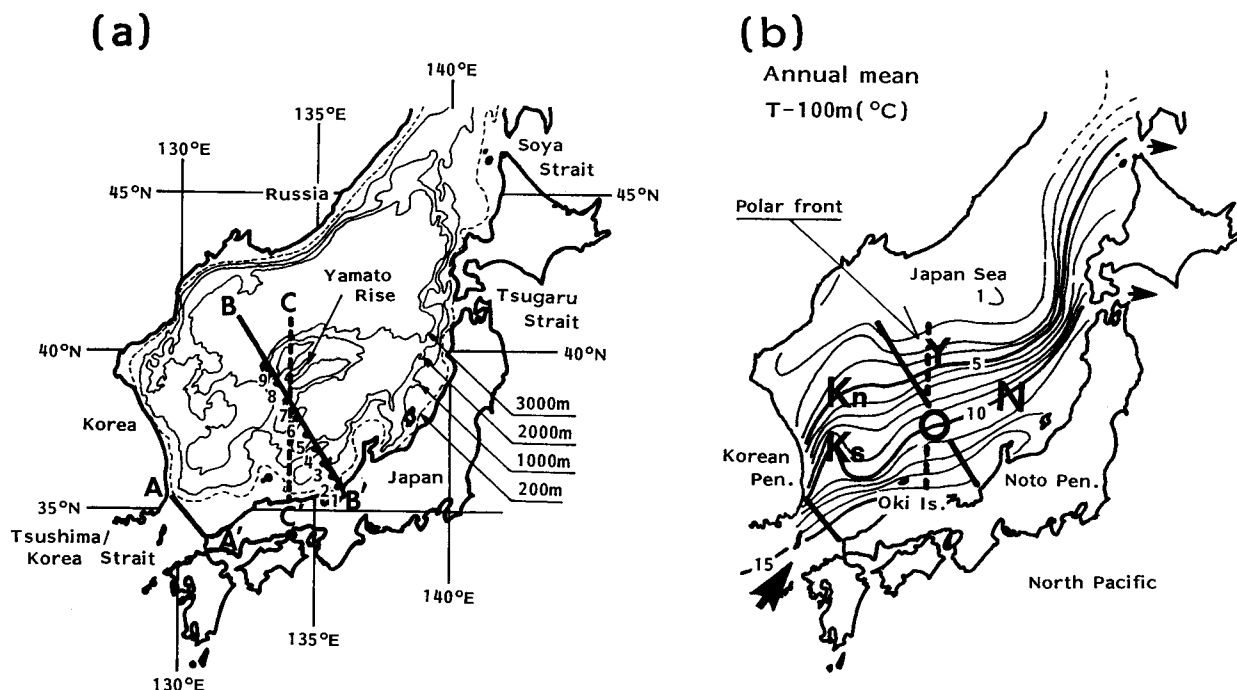 (a)
140°E
135°E
130°E
Soya
Strait
45°N
Russia
45°N
Yamato
Rise
B
C
Tsugaru
Strait
40°N
40°N
9
8
7
6
5
4
3
2
1
3000m
2000m
1000m
200m
Korea
Japan
A
B'
35°N
C'
A'
Tsushima/
Korea Strait
140°E
135°E
130°E
(b)
Annual mean
T-100m(°C)
Polar front
Japan Sea
1
Y
5
Kn
N
10
Ks
Korean
Pen.
Noto Pen.
Oki Is.
15
North Pacific